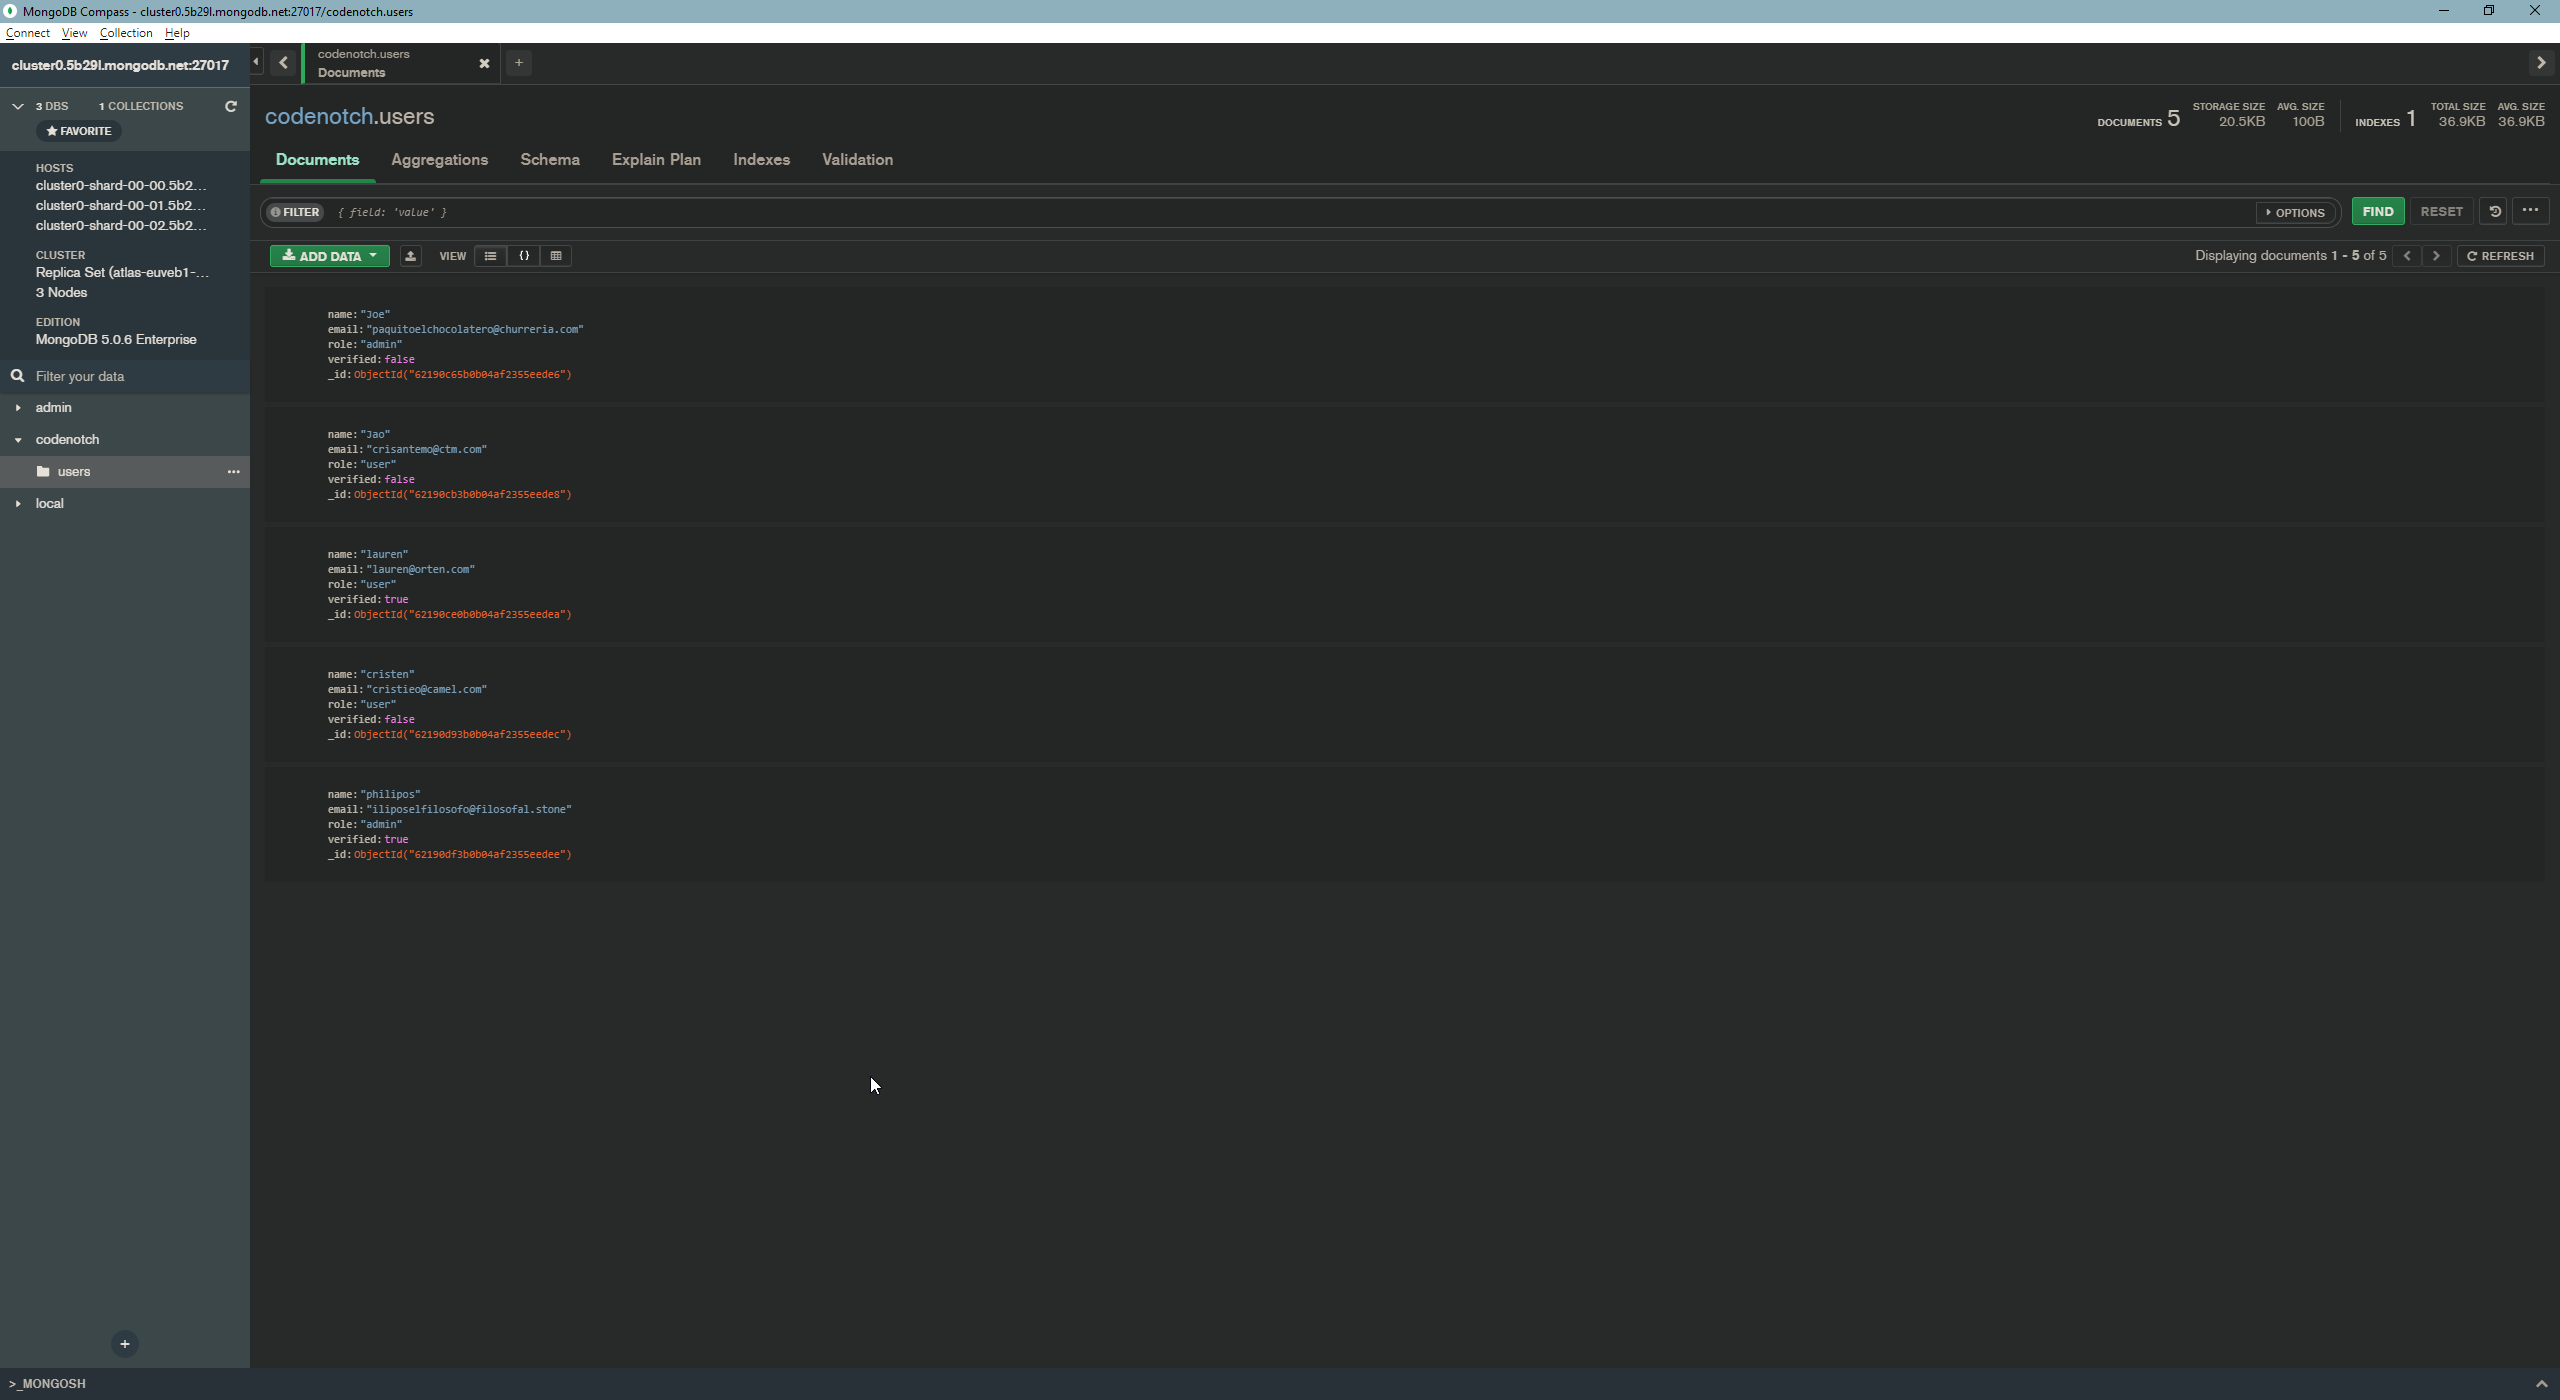 MongoDB Compass - cluster0.5b29l.mongodb.net:27017/codenotch.users
Connect View Collection Help
cluster0.5b29l.mongodb.net:27017
3 DBS 1 COLLECTIONS
FAVORITE
HOSTS
cluster0-shard-00-00.5b2...
cluster0-shard-00-01.5b2...
cluster0-shard-00-02.5b2...
CLUSTER
Replica Set (atlas-euveb1-...
3 Nodes
EDITION
MongoDB 5.0.6 Enterprise
Filter your data
admin
codenotch
users
local
codenotch.users
Documents
codenotch.users
DOCUMENTS 5 STORAGE SIZE 20.5KB AVG. SIZE 100B INDEXES 1 TOTAL SIZE 36.9KB AVG. SIZE 36.9KB
Documents Aggregations Schema Explain Plan Indexes Validation
FILTER { field: 'value' } OPTIONS FIND RESET
ADD DATA VIEW Displaying documents 1 - 5 of 5 REFRESH
name: "Joe"
email: "paquitoelchocolatero@churreria.com"
role: "admin"
verified: false
_id: ObjectId("62190c65b0b04af2355eede6")
name: "Jao"
email: "crisantemo@ctm.com"
role: "user"
verified: false
_id: ObjectId("62190cb3b0b04af2355eede8")
name: "lauren"
email: "lauren@orten.com"
role: "user"
verified: true
_id: ObjectId("62190ce0b0b04af2355eedea")
name: "cristen"
email: "cristieo@camel.com"
role: "user"
verified: false
_id: ObjectId("62190d93b0b04af2355eedec")
name: "philipos"
email: "iliposelfilosofo@filosofal.stone"
role: "admin"
verified: true
_id: ObjectId("62190df3b0b04af2355eedee")
>_MONGOSH